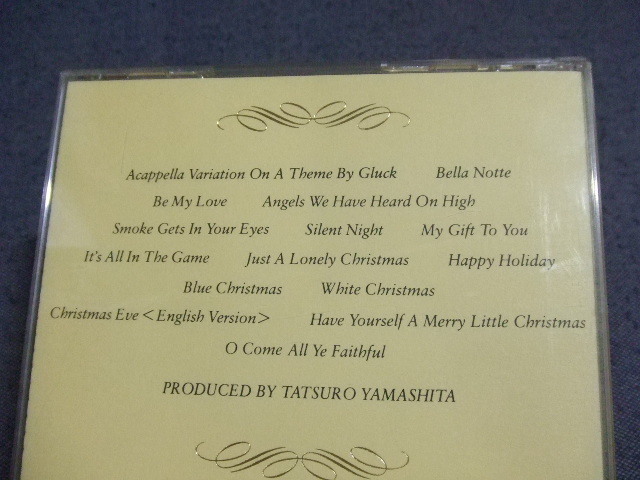 Acappella Variation On A Theme By Gluck Bella Notte
Be My Love Angels We Have Heard On High
Smoke Gets In Your Eyes Silent Night My Gift To You
It's All In The Game Just A Lonely Christmas Happy Holiday
Blue Christmas White Christmas
Christmas Eve <English Version> Have Yourself A Merry Little Christmas
O Come All Ye Faithful
PRODUCED BY TATSURO YAMASHITA